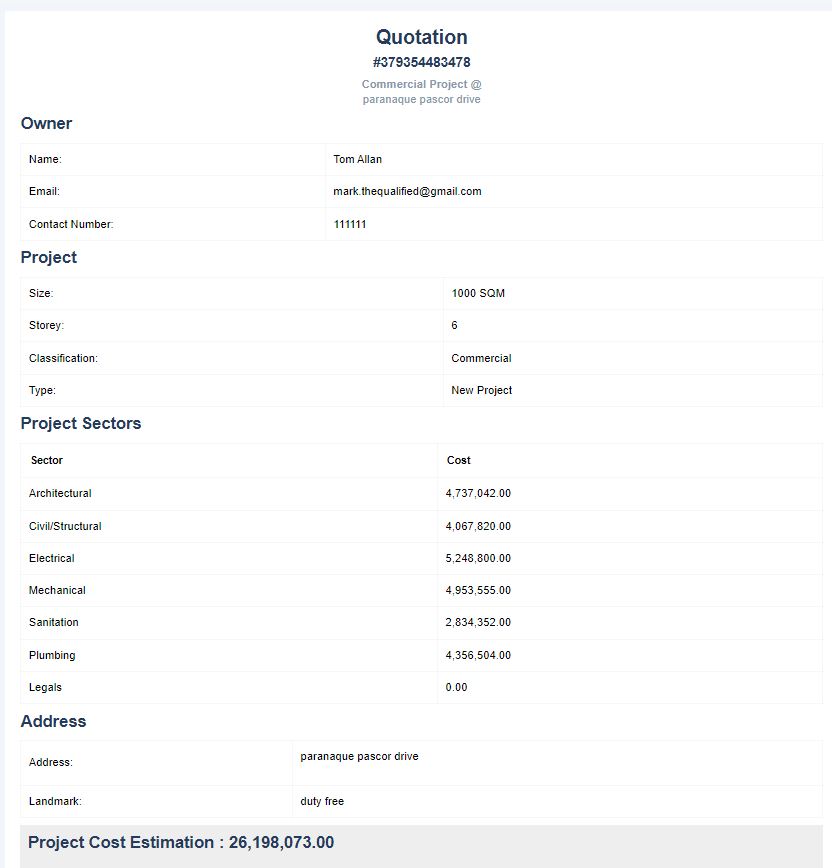 Quotation
#379354483478
Commercial Project @
paranaque pascor drive
Owner
Name: Tom Allan
Email: mark.thequalified@gmail.com
Contact Number: 111111
Project
Size: 1000 SQM
Storey: 6
Classification: Commercial
Type: New Project
Project Sectors
Sector Cost
Architectural 4,737,042.00
Civil/Structural 4,067,820.00
Electrical 5,248,800.00
Mechanical 4,953,555.00
Sanitation 2,834,352.00
Plumbing 4,356,504.00
Legals 0.00
Address
Address: paranaque pascor drive
Landmark: duty free
Project Cost Estimation : 26,198,073.00